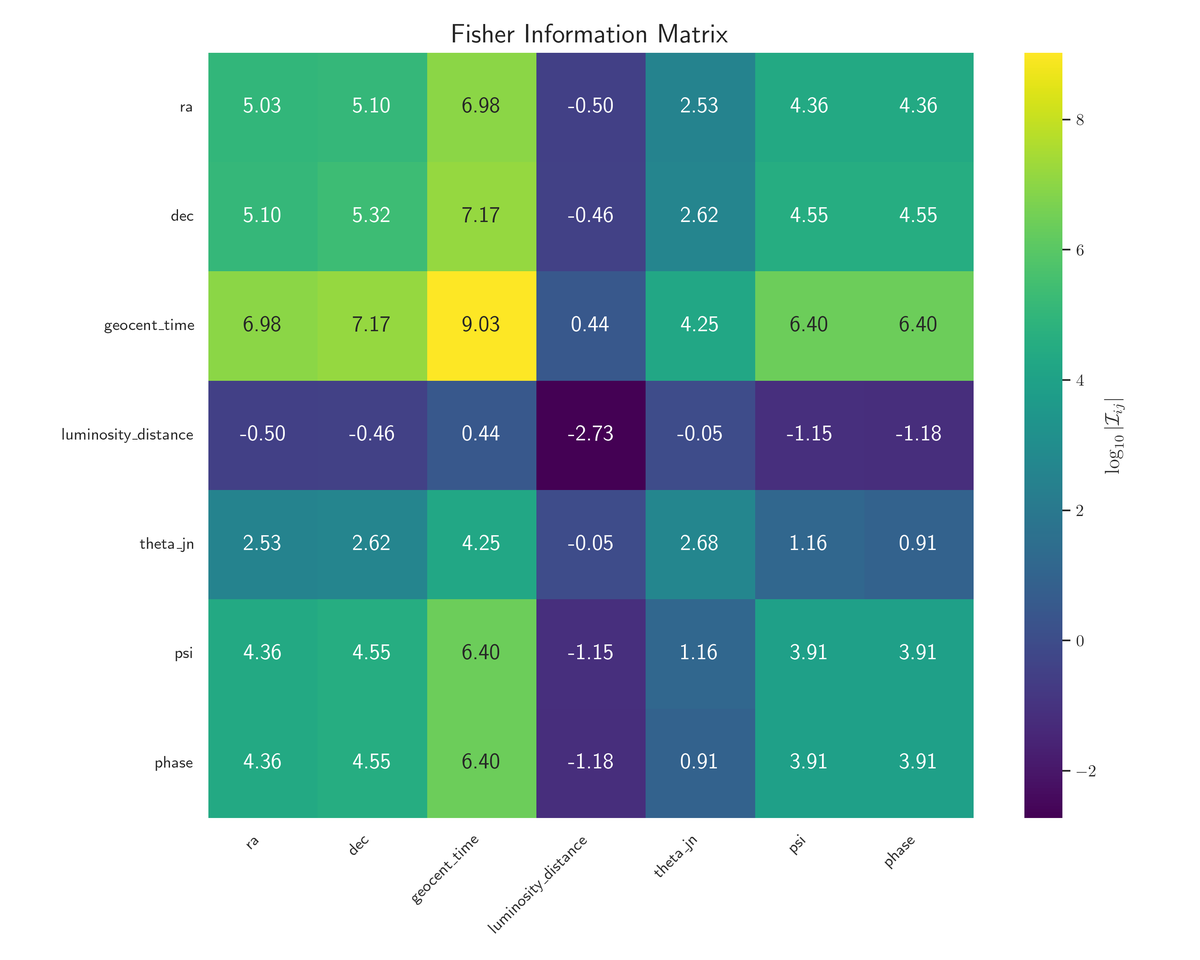 Fisher Information Matrix
ra 5.03 5.10 6.98 -0.50 2.53 4.36 4.36
dec 5.10 5.32 7.17 -0.46 2.62 4.55 4.55
geocent_time 6.98 7.17 9.03 0.44 4.25 6.40 6.40
luminosity_distance -0.50 -0.46 0.44 -2.73 -0.05 -1.15 -1.18
theta_jn 2.53 2.62 4.25 -0.05 2.68 1.16 0.91
psi 4.36 4.55 6.40 -1.15 1.16 3.91 3.91
phase 4.36 4.55 6.40 -1.18 0.91 3.91 3.91
ra dec geocent_time luminosity_distance theta_jn psi phase
8
6
4
2
0
−2
log₁₀ |ℐᵢⱼ|